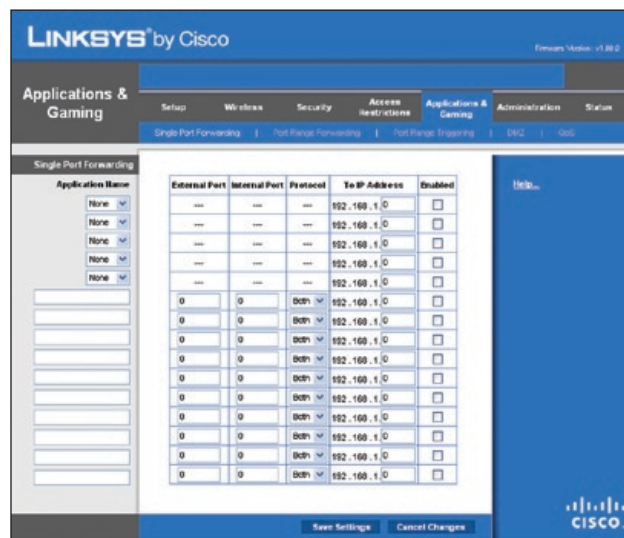 LINKSYS® by Cisco
Firmware Version: v1.00.0
Applications & Gaming
Setup Wireless Security Access Restrictions Applications & Gaming Administration Status
Single Port Forwarding | Port Range Forwarding | Port Range Triggering | DMZ | QoS
Single Port Forwarding
Application Name
External Port Internal Port Protocol To IP Address Enabled
Help...
None --- --- --- 192.168.1.0
None --- --- --- 192.168.1.0
None --- --- --- 192.168.1.0
None --- --- --- 192.168.1.0
None --- --- --- 192.168.1.0
0 0 Both 192.168.1.0
0 0 Both 192.168.1.0
0 0 Both 192.168.1.0
0 0 Both 192.168.1.0
0 0 Both 192.168.1.0
0 0 Both 192.168.1.0
0 0 Both 192.168.1.0
0 0 Both 192.168.1.0
0 0 Both 192.168.1.0
0 0 Both 192.168.1.0
Save Settings Cancel Changes
CISCO.